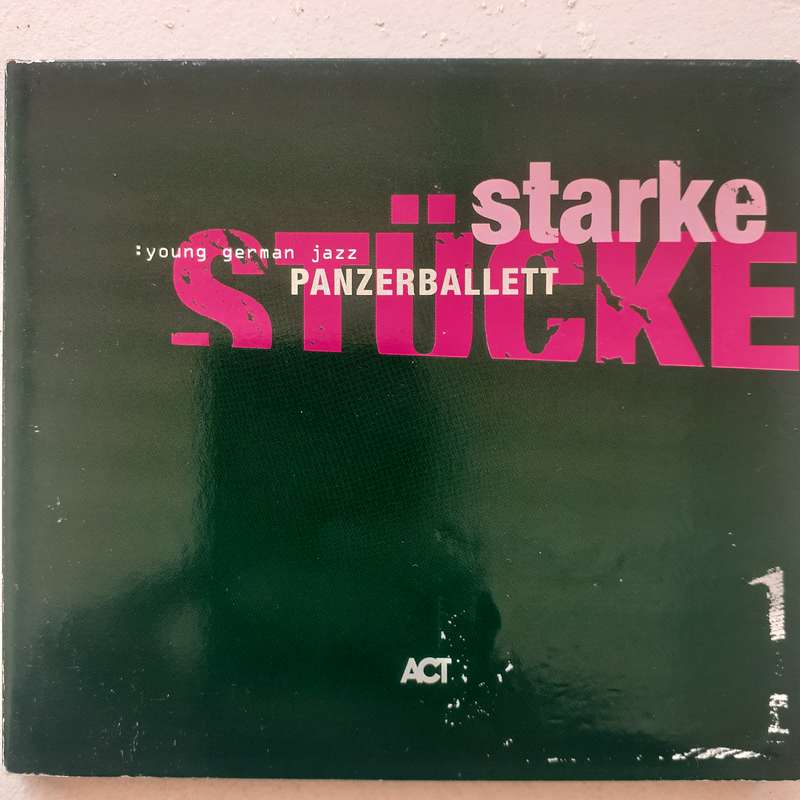 starke
STÜCKE
:young german jazz
PANZERBALLETT
1
ACT